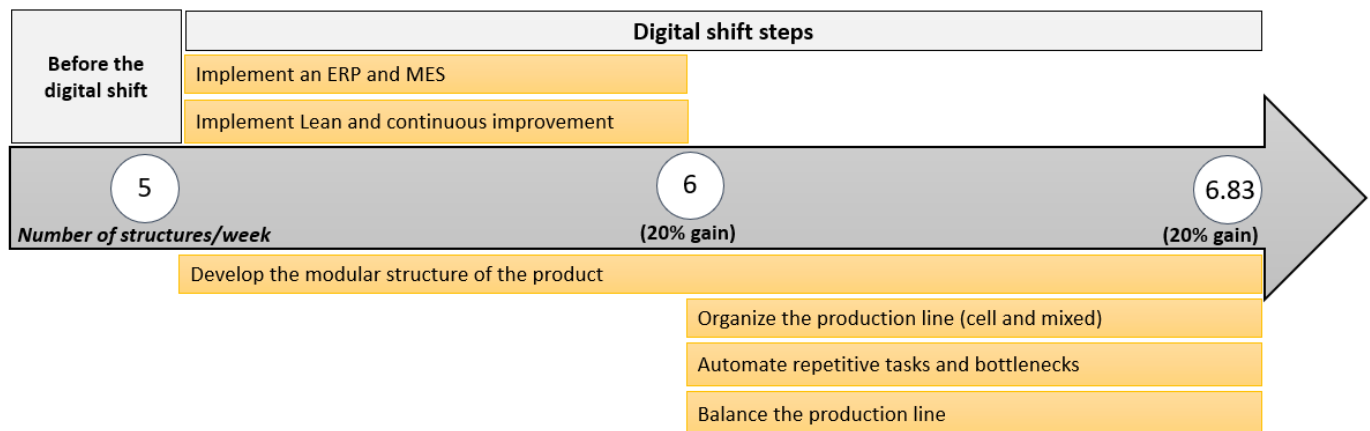 Before the
digital shift
Digital shift steps
Implement an ERP and MES
Implement Lean and continuous improvement
5
6
6.83
Number of structures/week
(20% gain)
(20% gain)
Develop the modular structure of the product
Organize the production line (cell and mixed)
Automate repetitive tasks and bottlenecks
Balance the production line